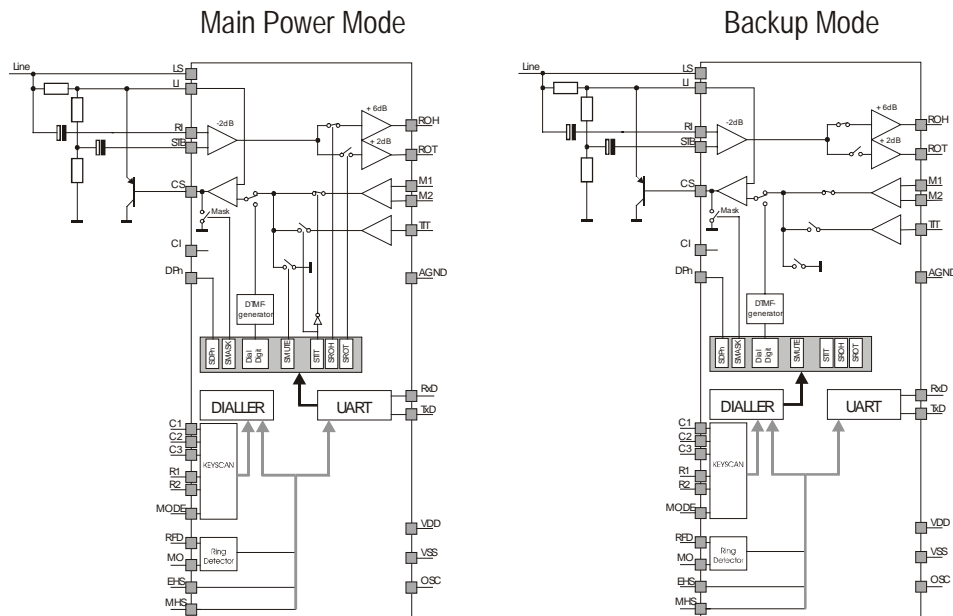 Main Power Mode
Line
LS
LI
RI
STB
-2dB
+ 6dB
+ 2dB
ROH
ROT
CS
M1
M2
Mask
TIT
CI
DPn
AGND
DTMF-
generator
SDPn
SMASK
Dial
Digit
SMUTE
STIT
SROH
SROT
DIALLER
UART
RxD
TxD
C1
C2
C3
KEYSCAN
R1
R2
MODE
RFD
MO
Ring
Detector
EHS
MHS
VDD
VSS
OSC
Backup Mode
Line
LS
LI
RI
STB
-2dB
+ 6dB
+ 2dB
ROH
ROT
CS
M1
M2
Mask
TIT
CI
DPn
AGND
DTMF-
generator
SDPn
SMASK
Dial
Digit
SMUTE
STIT
SROH
SROT
DIALLER
UART
RxD
TxD
C1
C2
C3
KEYSCAN
R1
R2
MODE
RFD
MO
Ring
Detector
EHS
MHS
VDD
VSS
OSC